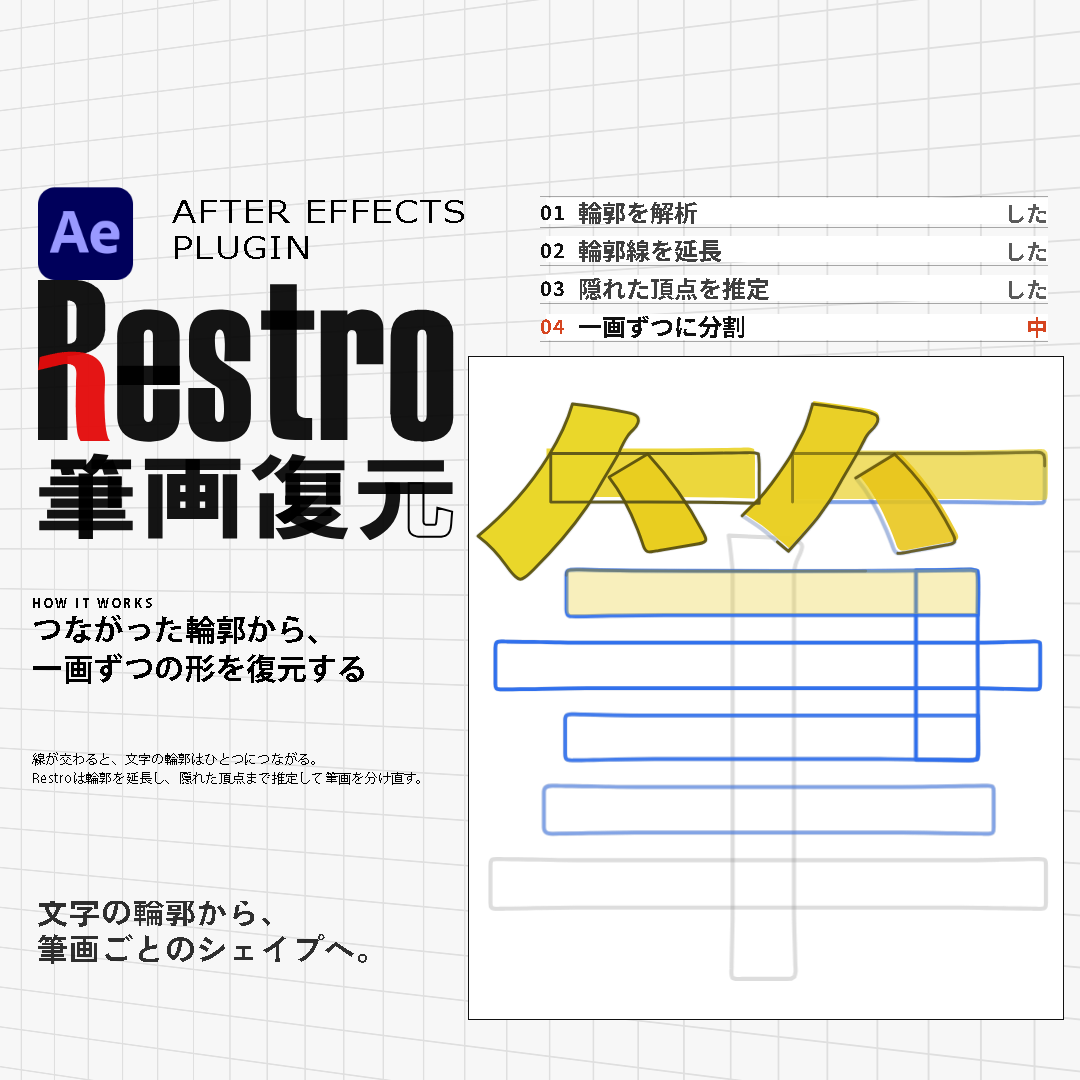 Ae
AFTER EFFECTS
PLUGIN
Restro
筆画復元
HOW IT WORKS
つながった輪郭から、
一画ずつの形を復元する
線が交わると、文字の輪郭はひとつにつながる。
Restroは輪郭を延長し、隠れた頂点まで推定して筆画を分け直す。
文字の輪郭から、
筆画ごとのシェイプへ。
01 輪郭を解析 した
02 輪郭線を延長 した
03 隠れた頂点を推定 した
04 一画ずつに分割 中
筆